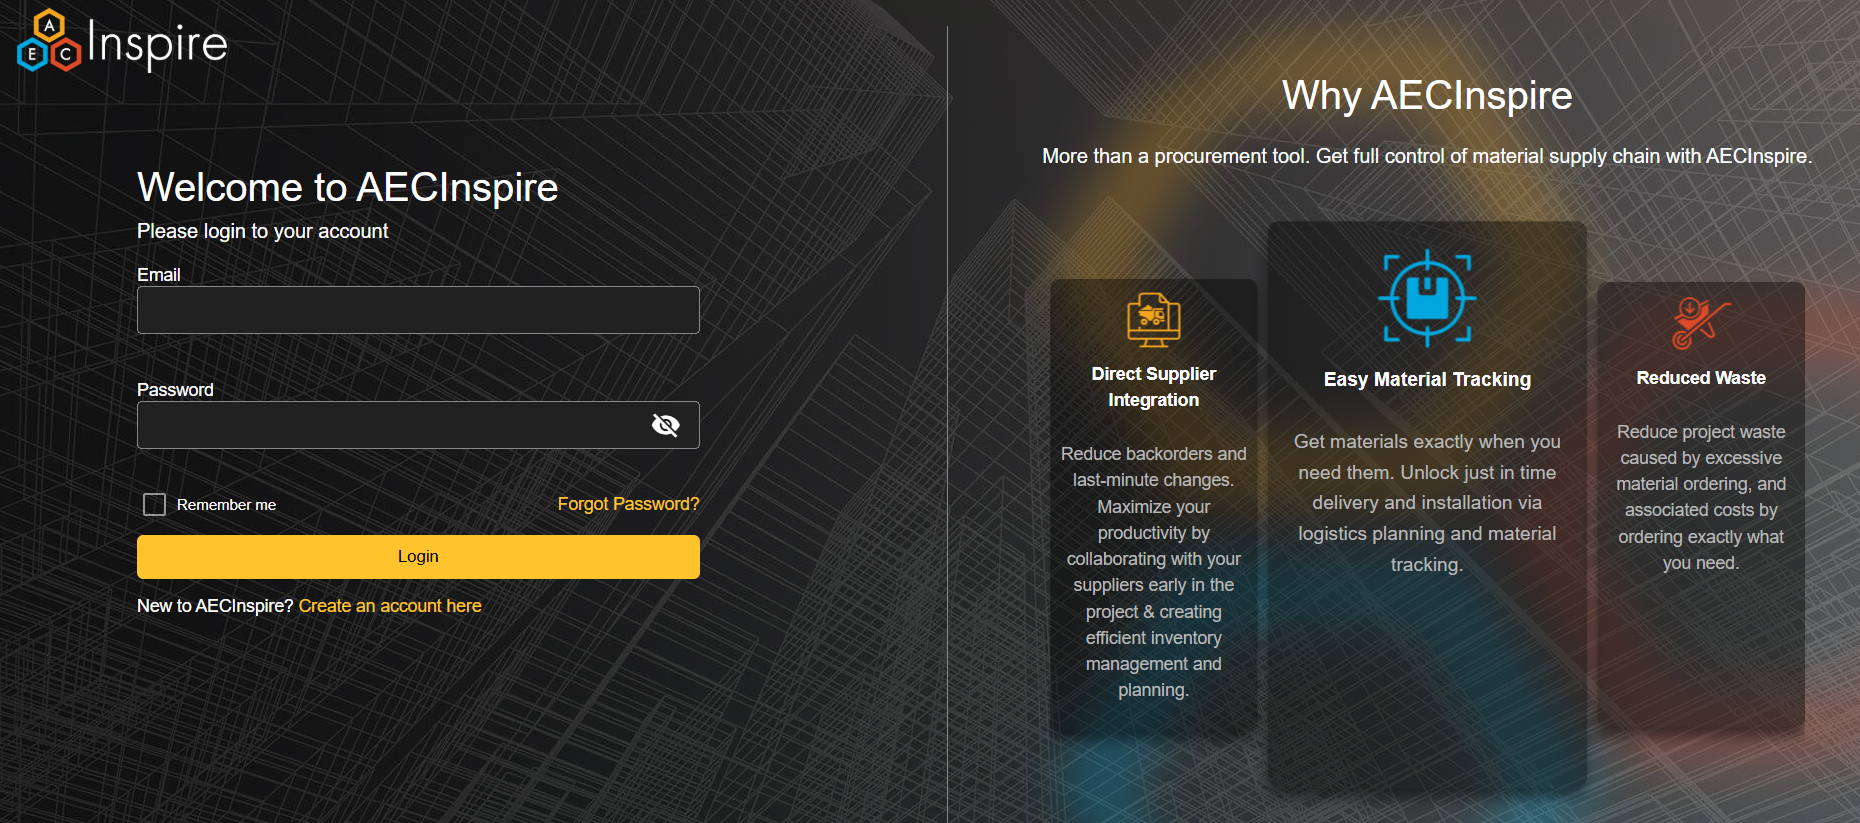 A
E C Inspire
Welcome to AECInspire
Please login to your account
Email
Password
Remember me
Forgot Password?
Login
New to AECInspire? Create an account here
Why AECInspire
More than a procurement tool. Get full control of material supply chain with AECInspire.
Direct Supplier
Integration
Reduce backorders and
last-minute changes.
Maximize your
productivity by
collaborating with your
suppliers early in the
project & creating
efficient inventory
management and
planning.
Easy Material Tracking
Get materials exactly when you
need them. Unlock just in time
delivery and installation via
logistics planning and material
tracking.
Reduced Waste
Reduce project waste
caused by excessive
material ordering, and
associated costs by
ordering exactly what
you need.